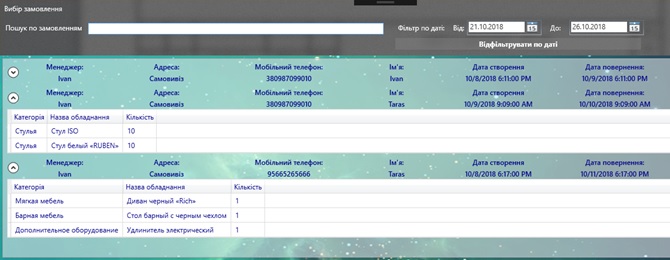 Вибір замовлення
Пошук по замовленням Фільтр по даті: Від: 21.10.2018 15 До: 26.10.2018 15
Відфільтрувати по даті
Менеджер: Адреса: Мобільний телефон: Ім'я: Дата створення Дата повернення:
Ivan Самовивіз 380987099010 Ivan 10/8/2018 6:11:00 PM 10/9/2018 6:11:00 PM
Менеджер: Адреса: Мобільний телефон: Ім'я: Дата створення Дата повернення:
Ivan Самовивіз 380987099010 Taras 10/9/2018 9:09:00 AM 10/10/2018 9:09:00 AM
Категорія Назва обладнання Кількість
Стулья Стул ISO 10
Стулья Стул белый «RUBEN» 10
Менеджер: Адреса: Мобільний телефон: Ім'я: Дата створення Дата повернення:
Ivan Самовивіз 95665265666 Taras 10/8/2018 6:17:00 PM 10/11/2018 6:17:00 PM
Категорія Назва обладнання Кількість
Мягкая мебель Диван черный «Rich» 1
Барная мебель Стол барный с черным чехлом 1
Дополнительное оборудование Удлинитель электрический 1